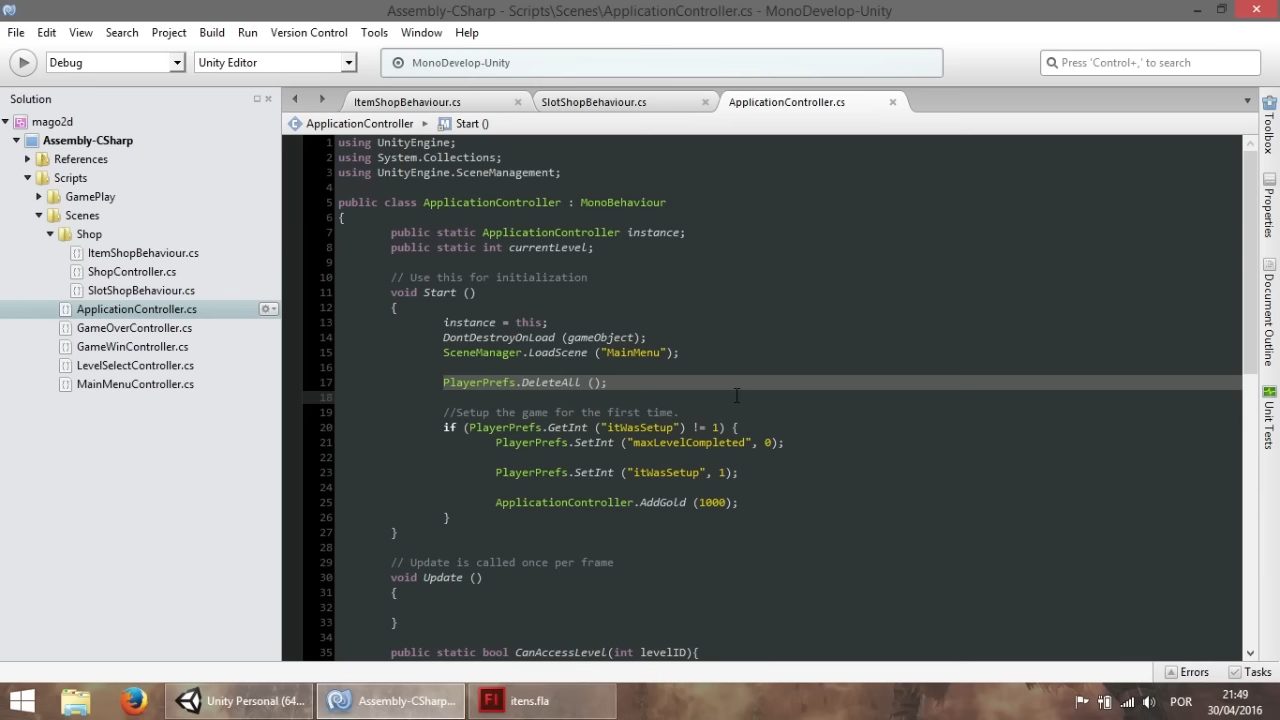 Assembly-CSharp - Scripts\Scenes\ApplicationController.cs - MonoDevelop-Unity
File Edit View Search Project Build Run Version Control Tools Window Help
Debug Unity Editor MonoDevelop-Unity Press 'Control+,' to search
Solution
mago2d
Assembly-CSharp
References
Scripts
GamePlay
Scenes
Shop
ItemShopBehaviour.cs
ShopController.cs
SlotShopBehaviour.cs
ApplicationController.cs
GameOverController.cs
GameWinController.cs
LevelSelectController.cs
MainMenuController.cs
ItemShopBehaviour.cs SlotShopBehaviour.cs ApplicationController.cs
ApplicationController Start ()
1 using UnityEngine;
2 using System.Collections;
3 using UnityEngine.SceneManagement;
4
5 public class ApplicationController : MonoBehaviour
6 {
7 public static ApplicationController instance;
8 public static int currentLevel;
9
10 // Use this for initialization
11 void Start ()
12 {
13 instance = this;
14 DontDestroyOnLoad (gameObject);
15 SceneManager.LoadScene ("MainMenu");
16
17 PlayerPrefs.DeleteAll ();
18
19 //Setup the game for the first time.
20 if (PlayerPrefs.GetInt ("itWasSetup") != 1) {
21 PlayerPrefs.SetInt ("maxLevelCompleted", 0);
22
23 PlayerPrefs.SetInt ("itWasSetup", 1);
24
25 ApplicationController.AddGold (1000);
26 }
27 }
28
29 // Update is called once per frame
30 void Update ()
31 {
32
33 }
34
35 public static bool CanAccessLevel(int levelID){
Toolbox
Properties
Document Outline
Unit Tests
Errors Tasks
Unity Personal (64... Assembly-CSharp... Fl itens.fla
POR
21:49
30/04/2016